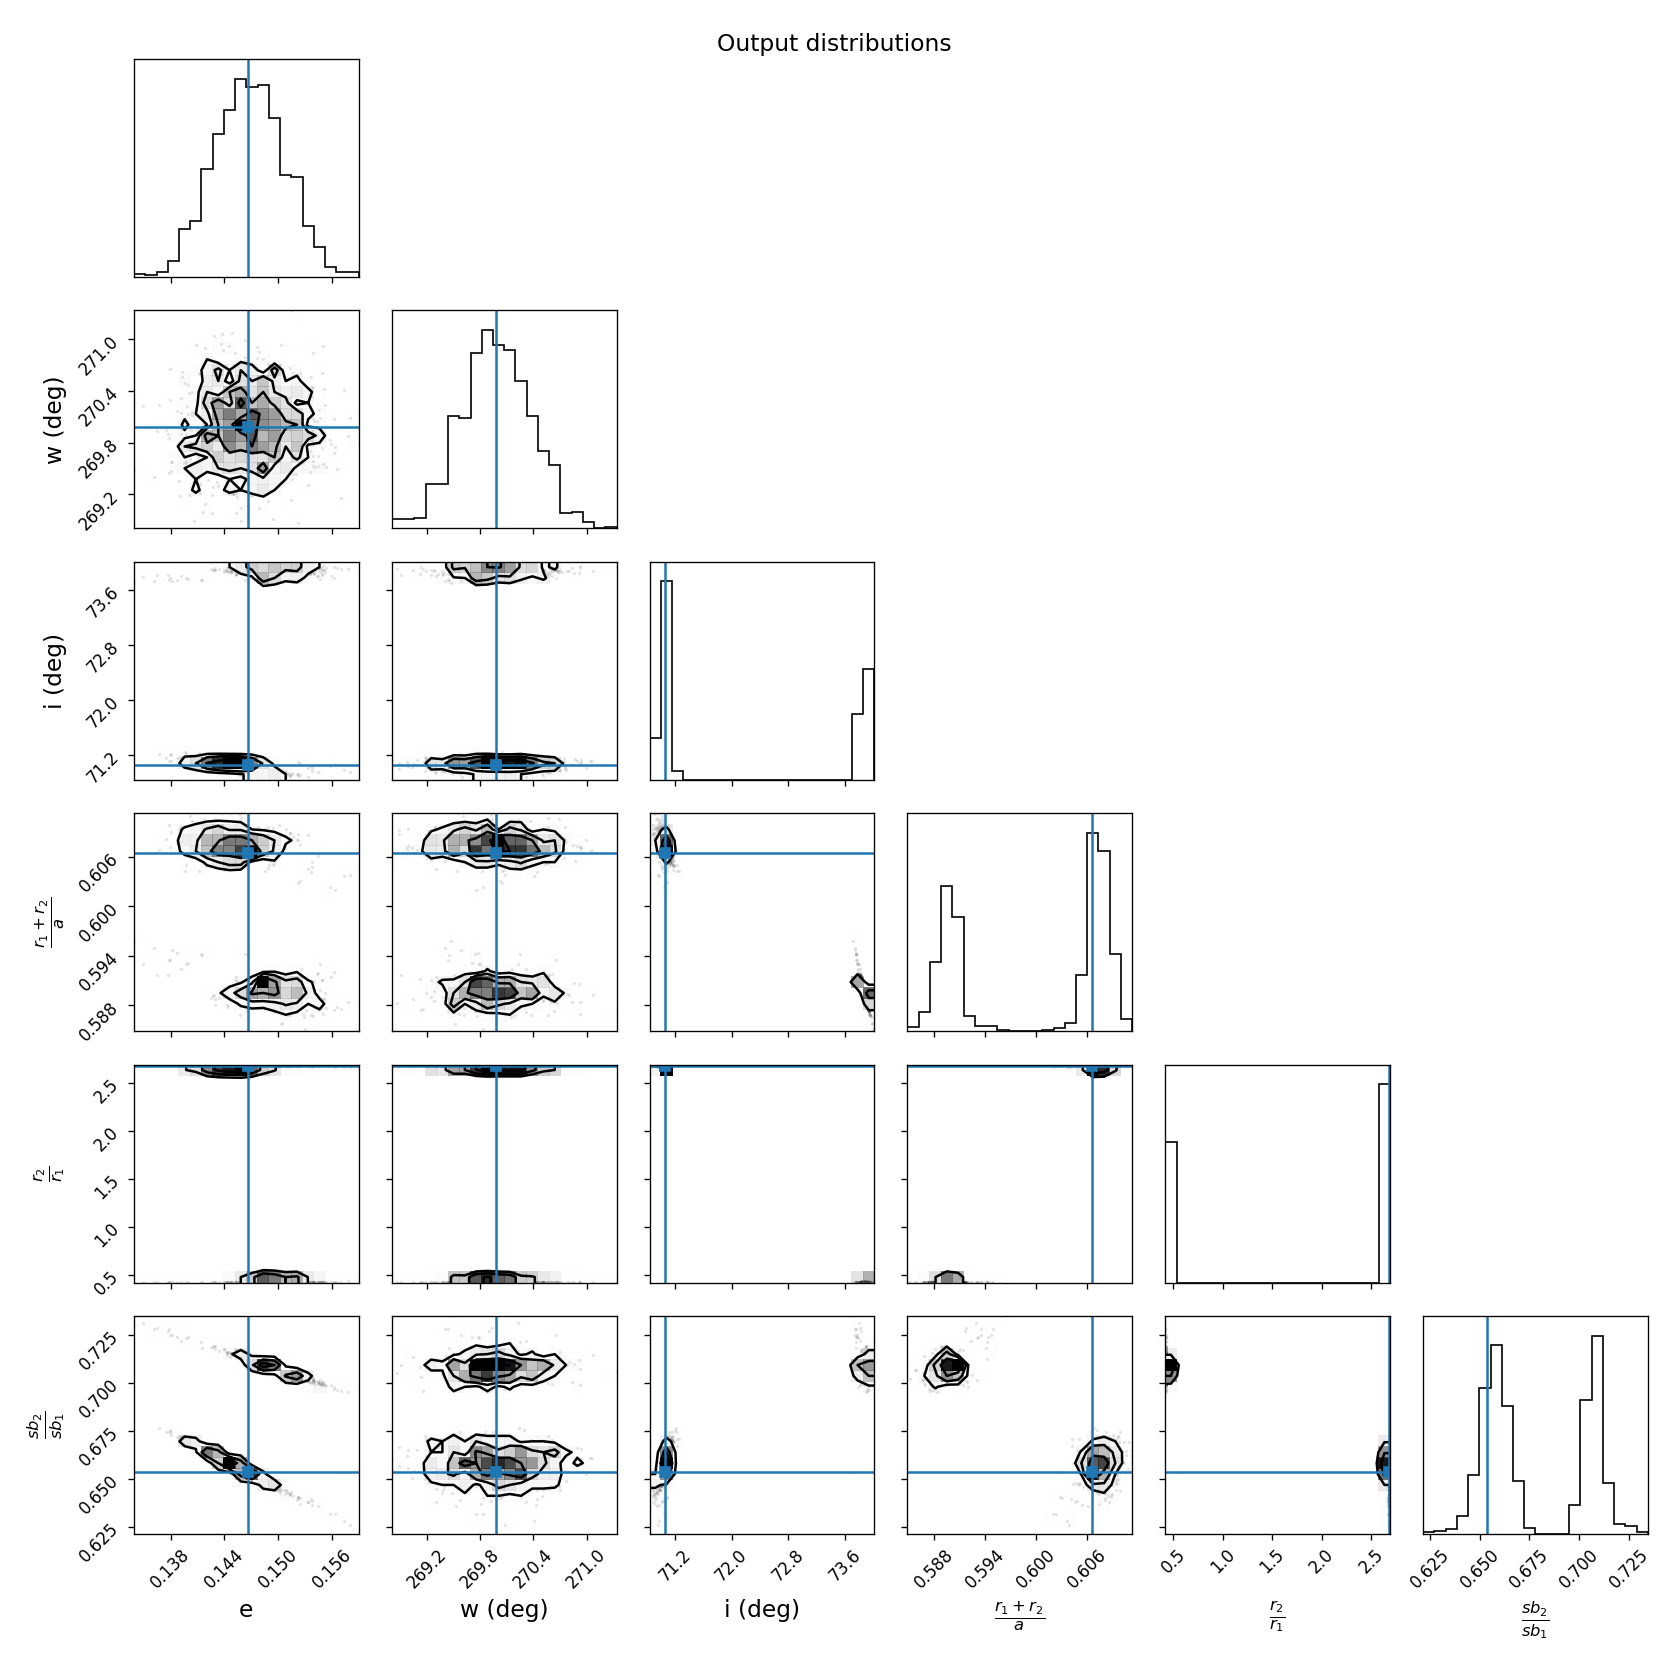 Output distributions
w (deg)
271.0
270.4
269.8
269.2
i (deg)
73.6
72.8
72.0
71.2
r₁ + r₂
a
0.606
0.600
0.594
0.588
r₂
r₁
2.5
2.0
1.5
1.0
0.5
sb₂
sb₁
0.725
0.700
0.675
0.650
0.625
0.138 0.144 0.150 0.156
269.2 269.8 270.4 271.0
71.2 72.0 72.8 73.6
0.588 0.594 0.600 0.606
0.5 1.0 1.5 2.0 2.5
0.625 0.650 0.675 0.700 0.725
e
w (deg)
i (deg)
r₁ + r₂
a
r₂
r₁
sb₂
sb₁